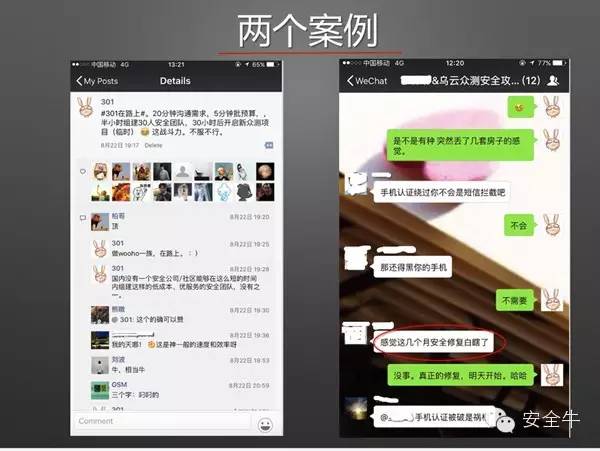 两个案例
中国移动 4G 13:21 65%
My Posts Details
301
#301在路上#。20分钟沟通需求，5分钟批预算，，
半小时组建30人安全团队，30小时后开启新众测项
目（临时） 这战斗力。不服不行。
8月22日 19:17 Delete
柏哥 8月22日 19:20
顶
301 8月22日 19:25
做wooho一族，在路上。：）
301 8月22日 19:28
国内没有一个安全公司/社区能够在这么短的时间
内组建这样的低成本、优服务的安全团队，没有之
一。
熊瞰 8月22日 19:30
@ 301: 这个的确可以赞
8月22日 19:36
我的天哪！ 这是神一般的速度和效率呀
刘波 8月22日 19:53
牛，相当牛
GSM 8月22日 20:59
三个字：叼叼的
301
Comment
中国移动 4G 12:20 77%
WeChat &乌云众测安全攻... (12)
是不是有种 突然丢了几套房子的感
觉。
手机认证绕过你不会是短信拦截吧
不会
那还得黑你的手机
不需要
感觉这几个月安全修复白瞎了
没事。真正的修复，明天开始。哈哈
@ 手机认证被破是祸
安全牛